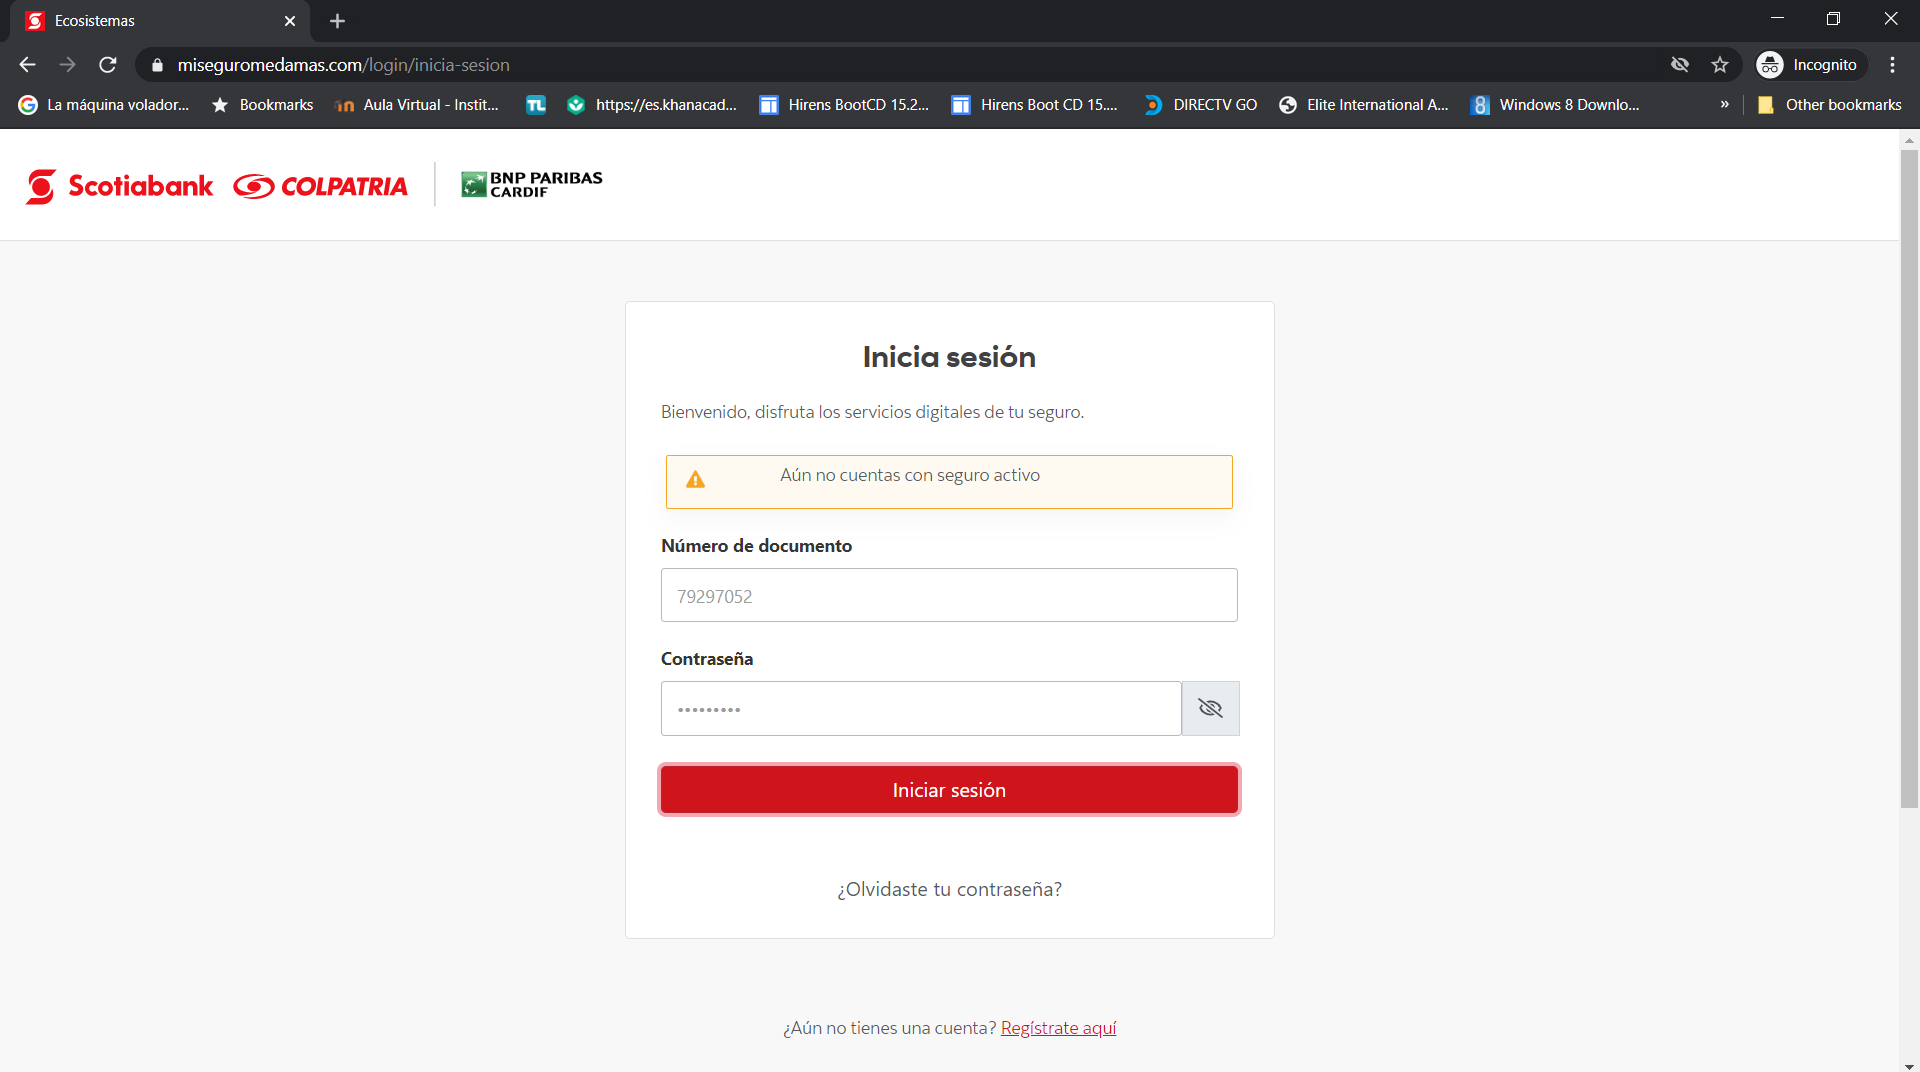 Ecosistemas
miseguromedamas.com/login/inicia-sesion
Incognito
La máquina volador...
Bookmarks
Aula Virtual - Instit...
TL
https://es.khanacad...
Hirens BootCD 15.2...
Hirens Boot CD 15....
DIRECTV GO
Elite International A...
8
Windows 8 Downlo...
»
Other bookmarks
Scotiabank COLPATRIA
BNP PARIBAS
CARDIF
Inicia sesión
Bienvenido, disfruta los servicios digitales de tu seguro.
Aún no cuentas con seguro activo
Número de documento
79297052
Contraseña
•••••••••
Iniciar sesión
¿Olvidaste tu contraseña?
¿Aún no tienes una cuenta? Regístrate aquí